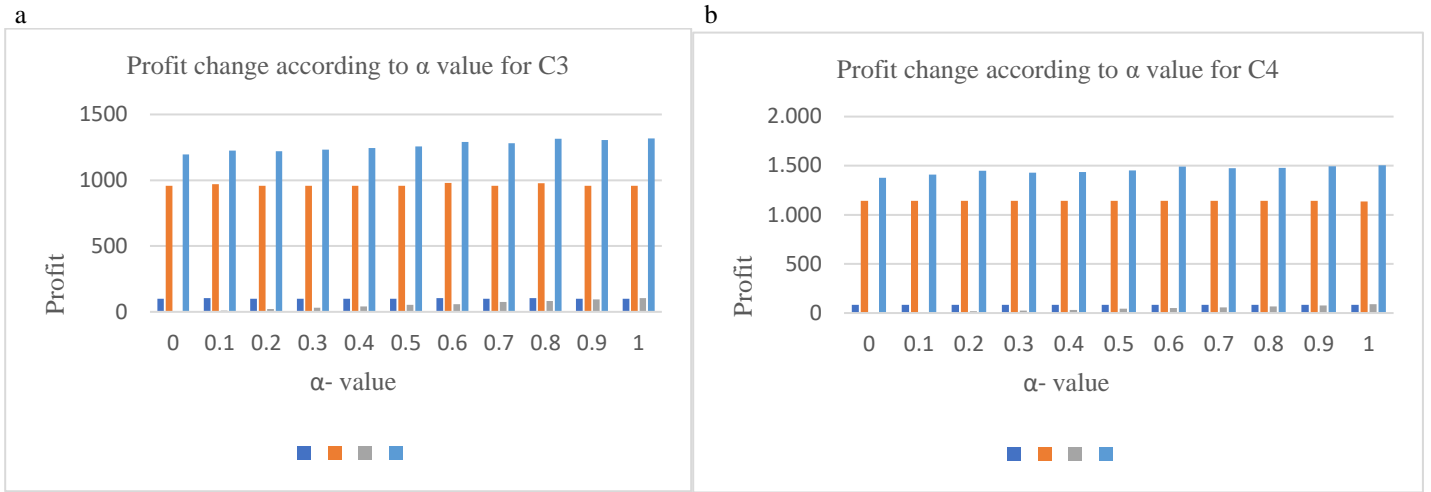 a
Profit change according to α value for C3
1500
1000
500
0
Profit
0 0.1 0.2 0.3 0.4 0.5 0.6 0.7 0.8 0.9 1
α- value
b
Profit change according to α value for C4
2.000
1.500
1.000
500
0
Profit
0 0.1 0.2 0.3 0.4 0.5 0.6 0.7 0.8 0.9 1
α- value